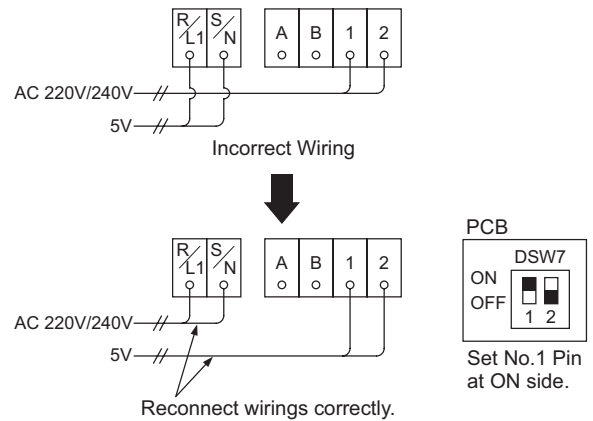 R/L1 S/N A B 1 2
AC 220V/240V
5V
Incorrect Wiring
R/L1 S/N A B 1 2
AC 220V/240V
5V
Reconnect wirings correctly.
PCB
DSW7
ON
OFF
1 2
Set No.1 Pin
at ON side.